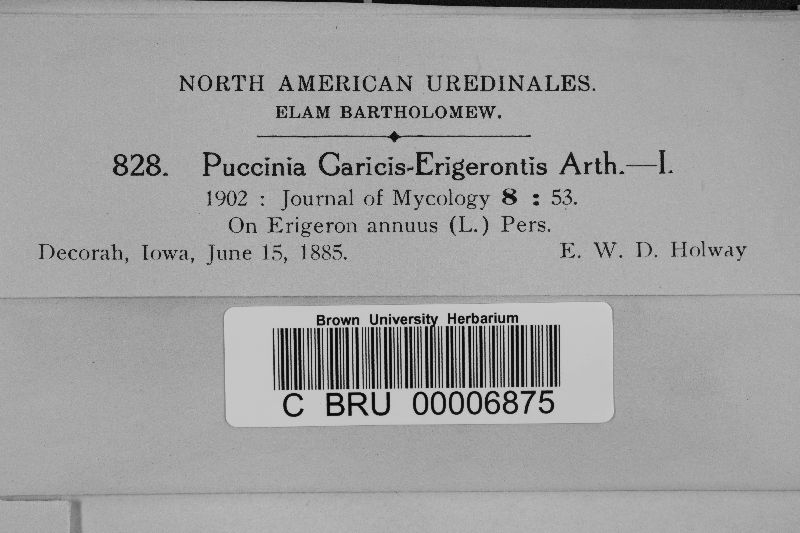 NORTH AMERICAN UREDINALES.
ELAM BARTHOLOMEW.
828. Puccinia Caricis-Erigerontis Arth.—I.
1902 : Journal of Mycology 8 : 53.
On Erigeron annuus (L.) Pers.
Decorah, Iowa, June 15, 1885. E. W. D. Holway
Brown University Herbarium
C BRU 00006875